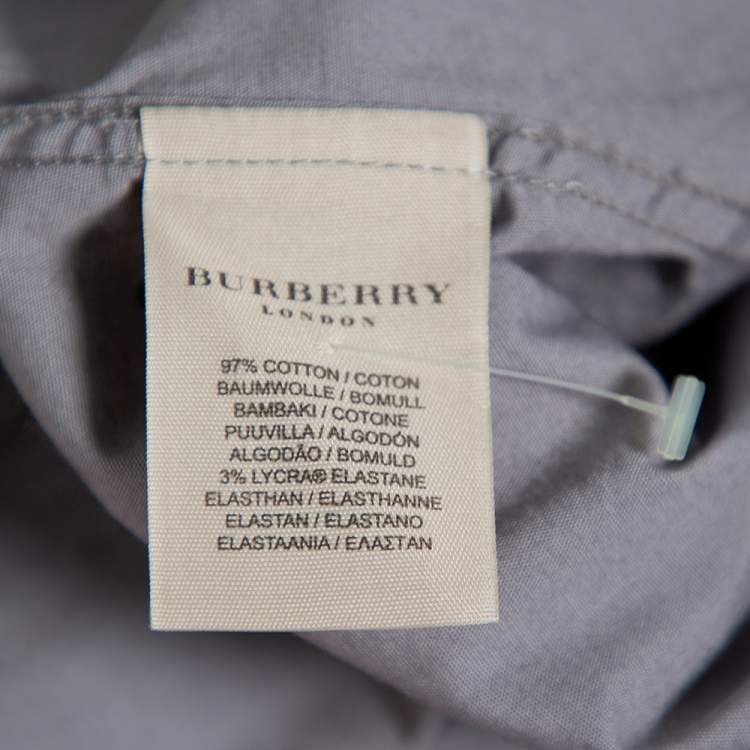 BURBERRY
LONDON
97% COTTON / COTON
BAUMWOLLE / BOMULL
BAMBAKI / COTONE
PUUVILLA / ALGODÓN
ALGODÃO / BOMULD
3% LYCRA® ELASTANE
ELASTHAN / ELASTHANNE
ELASTAN / ELASTANO
ELASTAANIA / ΕΛΑΣΤΑΝ